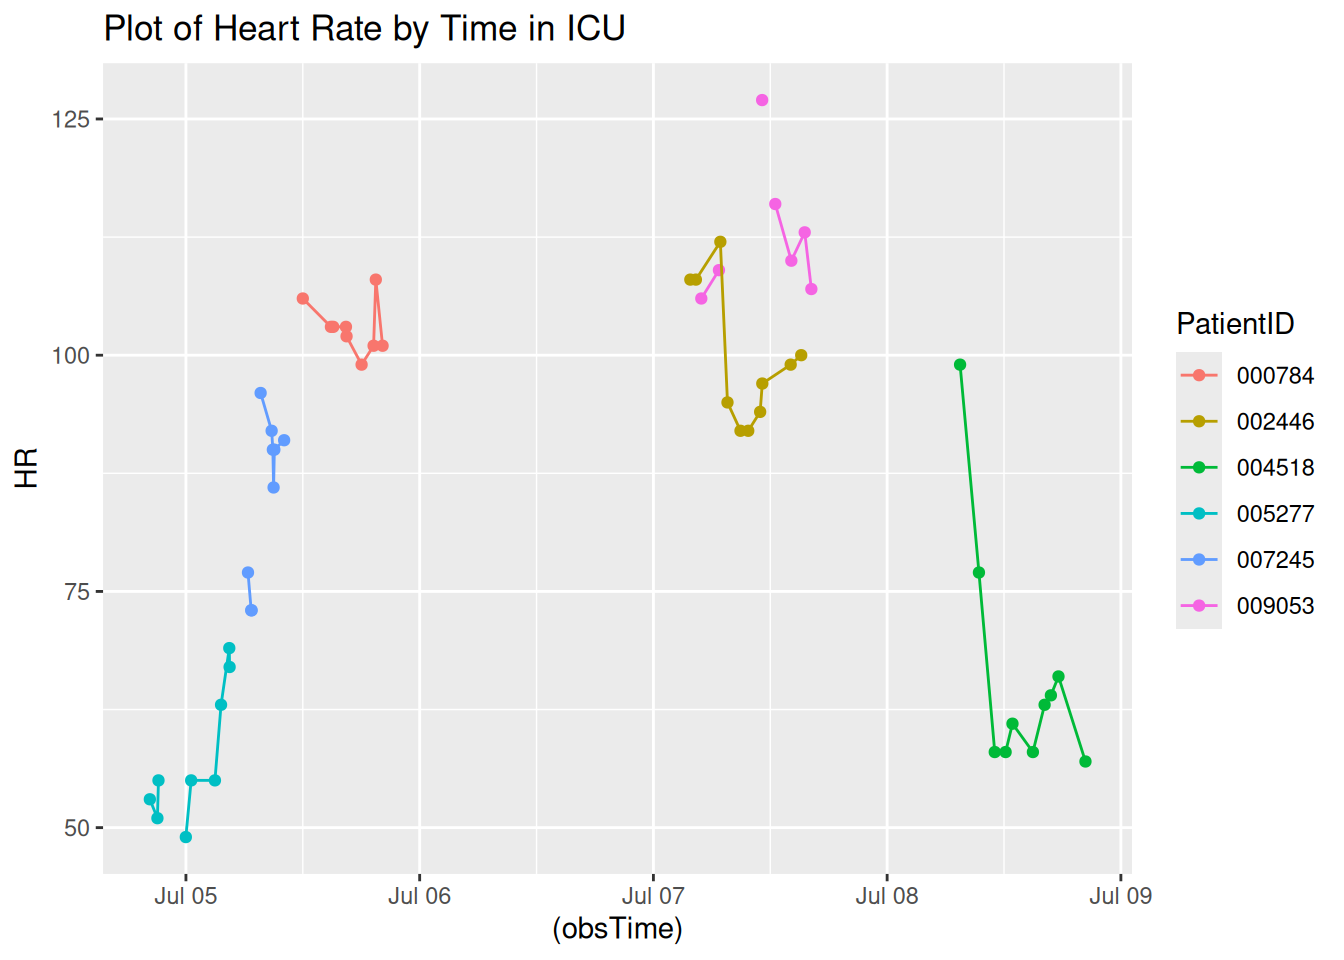 Plot of Heart Rate by Time in ICU
125
100
75
50
HR
Jul 05
Jul 06
Jul 07
Jul 08
Jul 09
(obsTime)
PatientID
000784
002446
004518
005277
007245
009053